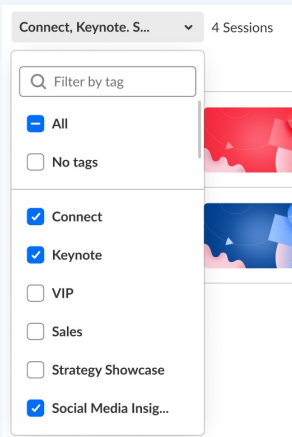 Connect, Keynote. S... 4 Sessions
Filter by tag
All
No tags
Connect
Keynote
VIP
Sales
Strategy Showcase
Social Media Insig...